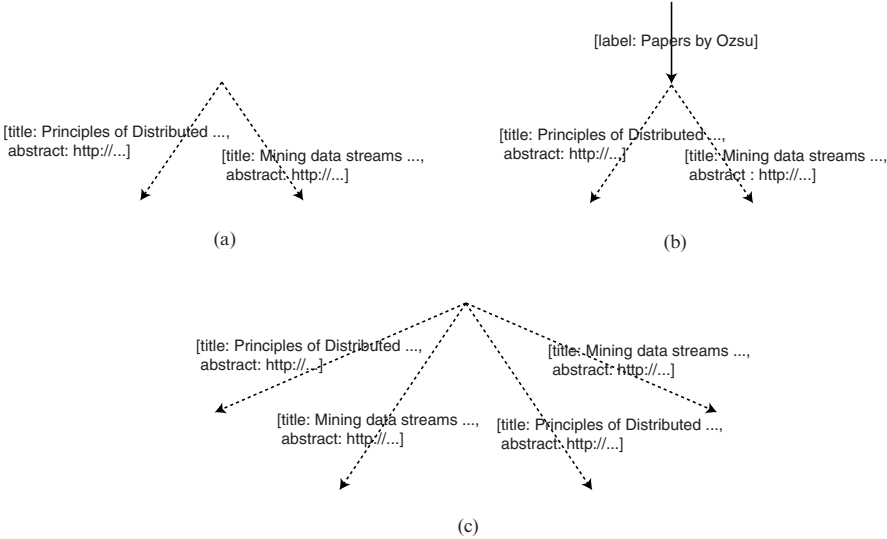 [label: Papers by Ozsu]
[title: Principles of Distributed ...,
abstract: http://...]
[title: Mining data streams ...,
abstract: http://...]
(a)
[title: Principles of Distributed ...,
abstract: http://...]
[title: Mining data streams ...,
abstract : http://...]
(b)
[title: Principles of Distributed ...,
abstract: http://...]
[title: Mining data streams ...,
abstract: http://...]
[title: Mining data streams ...,
abstract: http://...]
[title: Principles of Distributed ...,
abstract: http://...]
(c)